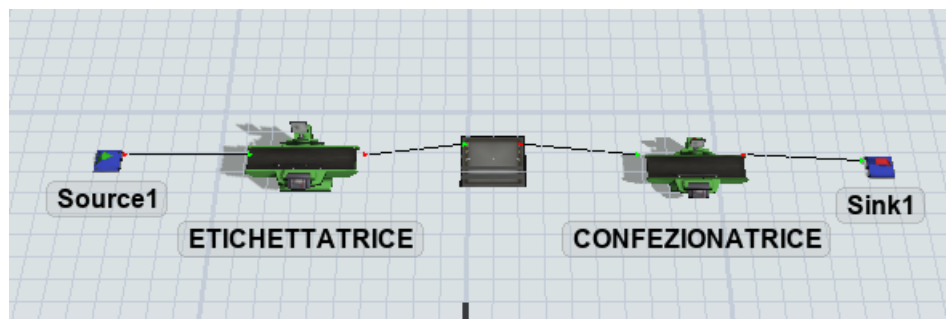 Source1
ETICHETTATRICE
CONFEZIONATRICE
Sink1